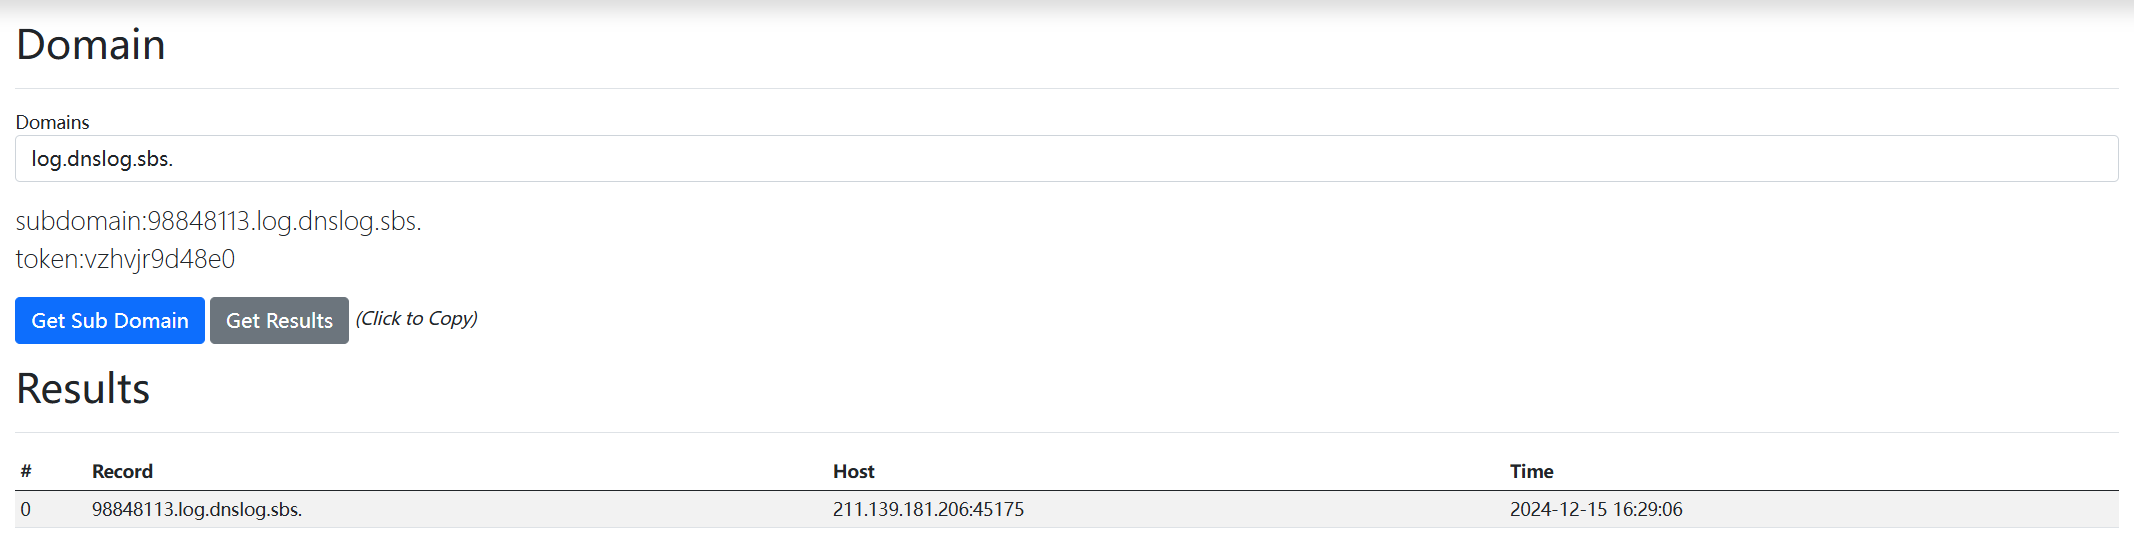 Domain
Domains
log.dnslog.sbs.
subdomain:98848113.log.dnslog.sbs.
token:vzhvjr9d48e0
Get Sub Domain Get Results (Click to Copy)
Results
# Record Host Time
0 98848113.log.dnslog.sbs. 211.139.181.206:45175 2024-12-15 16:29:06